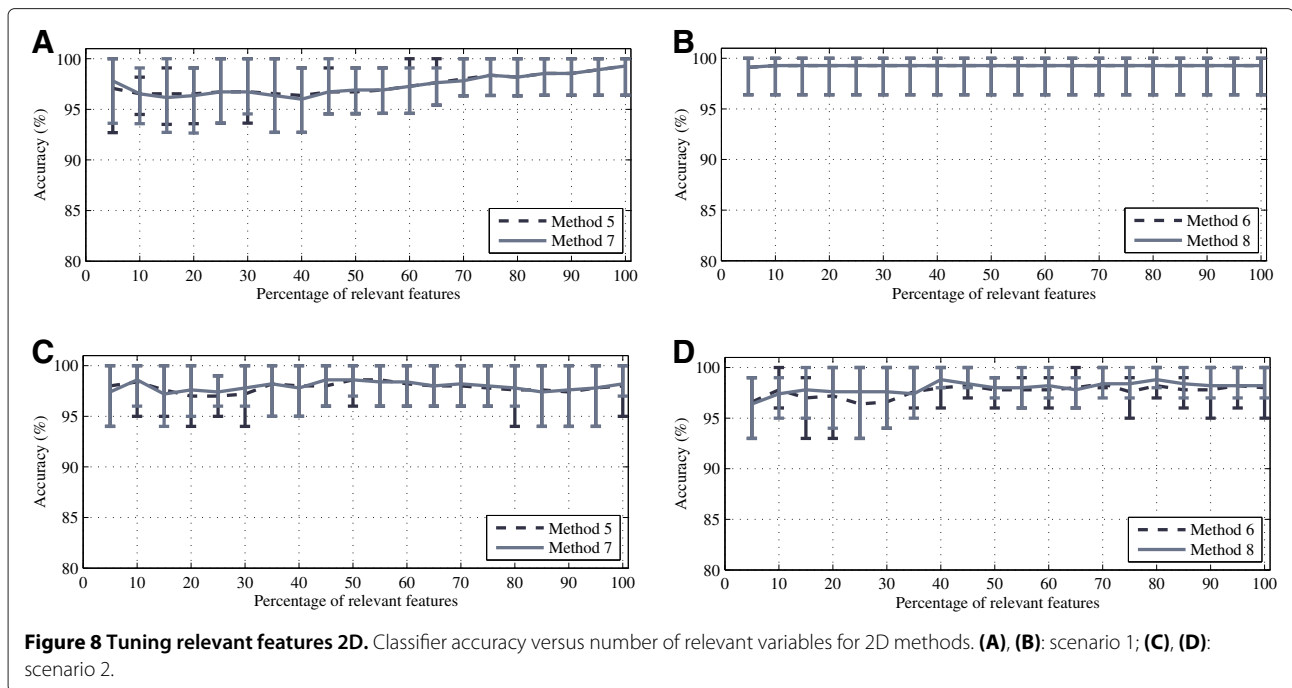 A
100
95
90
85
80
Accuracy (%)
Method 5
Method 7
0 10 20 30 40 50 60 70 80 90 100
Percentage of relevant features
B
100
95
90
85
80
Accuracy (%)
Method 6
Method 8
0 10 20 30 40 50 60 70 80 90 100
Percentage of relevant features
C
100
95
90
85
80
Accuracy (%)
Method 5
Method 7
0 10 20 30 40 50 60 70 80 90 100
Percentage of relevant features
D
100
95
90
85
80
Accuracy (%)
Method 6
Method 8
0 10 20 30 40 50 60 70 80 90 100
Percentage of relevant features
Figure 8 Tuning relevant features 2D. Classifier accuracy versus number of relevant variables for 2D methods. (A), (B): scenario 1; (C), (D):
scenario 2.